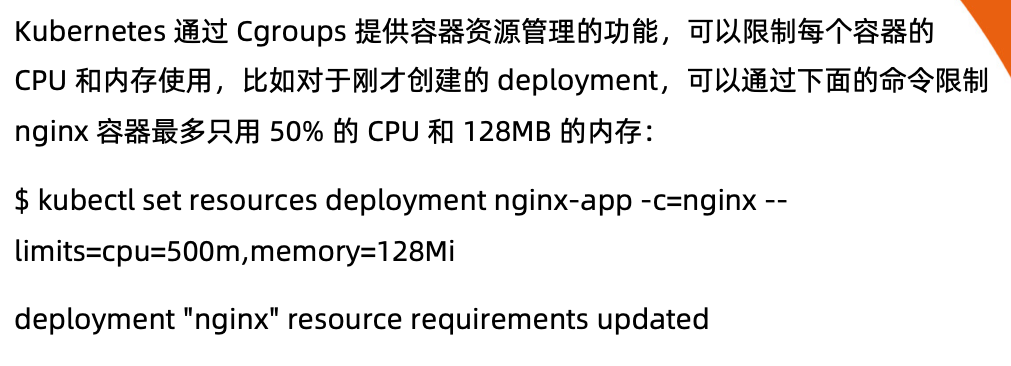 Kubernetes 通过 Cgroups 提供容器资源管理的功能，可以限制每个容器的
CPU 和内存使用，比如对于刚才创建的 deployment，可以通过下面的命令限制
nginx 容器最多只用 50% 的 CPU 和 128MB 的内存：
$ kubectl set resources deployment nginx-app -c=nginx --
limits=cpu=500m,memory=128Mi
deployment "nginx" resource requirements updated